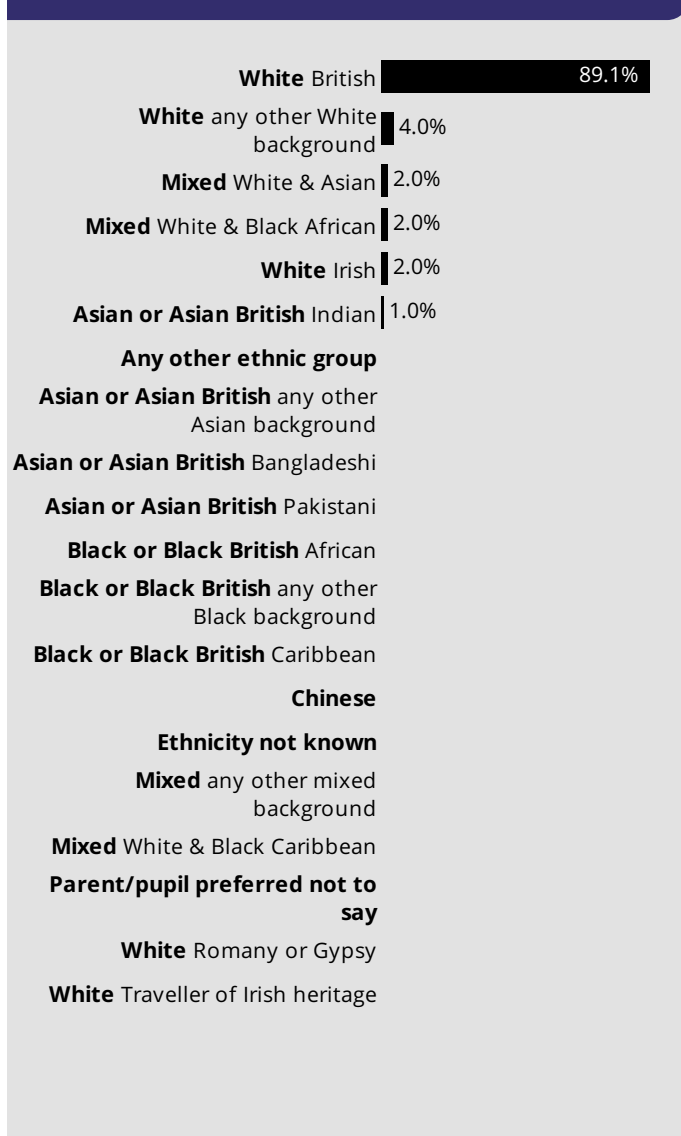 White British 89.1%
White any other White
background 4.0%
Mixed White & Asian 2.0%
Mixed White & Black African 2.0%
White Irish 2.0%
Asian or Asian British Indian 1.0%
Any other ethnic group
Asian or Asian British any other
Asian background
Asian or Asian British Bangladeshi
Asian or Asian British Pakistani
Black or Black British African
Black or Black British any other
Black background
Black or Black British Caribbean
Chinese
Ethnicity not known
Mixed any other mixed
background
Mixed White & Black Caribbean
Parent/pupil preferred not to
say
White Romany or Gypsy
White Traveller of Irish heritage